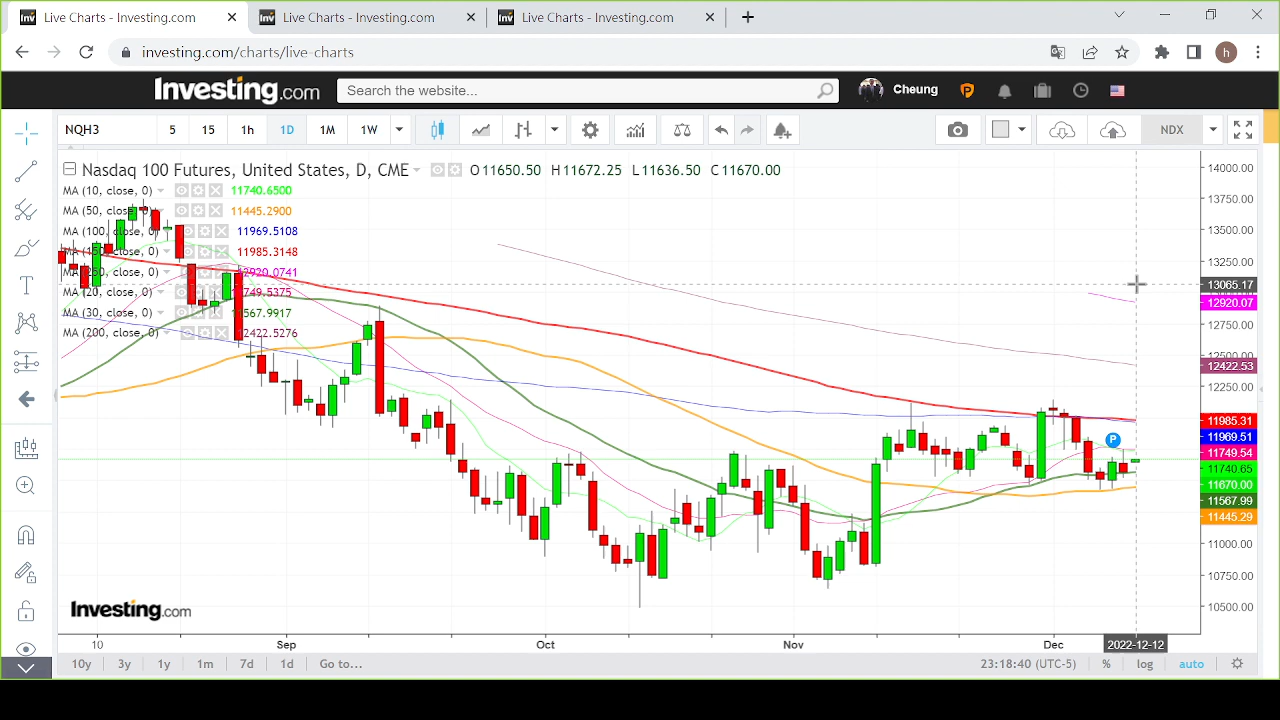 Live Charts - Investing.com
Live Charts - Investing.com
Live Charts - Investing.com
investing.com/charts/live-charts
h
Investing.com
Search the website...
Cheung
P
NQH3 5 15 1h 1D 1M 1W NDX
Nasdaq 100 Futures, United States, D, CME O11650.50 H11672.25 L11636.50 C11670.00
MA (10, close, 0) 11740.6500
MA (50, close, 0) 11445.2900
MA (100, close, 0) 11969.5108
MA (150, close, 0) 11985.3148
MA (250, close, 0) 12920.0741
MA (20, close, 0) 11749.5375
MA (30, close, 0) 11567.9917
MA (200, close, 0) 12422.5276
14000.00
13750.00
13500.00
13250.00
13065.17
12920.07
12750.00
12500.00
12422.53
12250.00
11985.31
11969.51
11749.54
11740.65
11670.00
11567.99
11445.29
11000.00
10750.00
10500.00
P
T
Investing.com
10 Sep Oct Nov Dec 2022-12-12
10y 3y 1y 1m 7d 1d Go to... 23:18:40 (UTC-5) % log auto